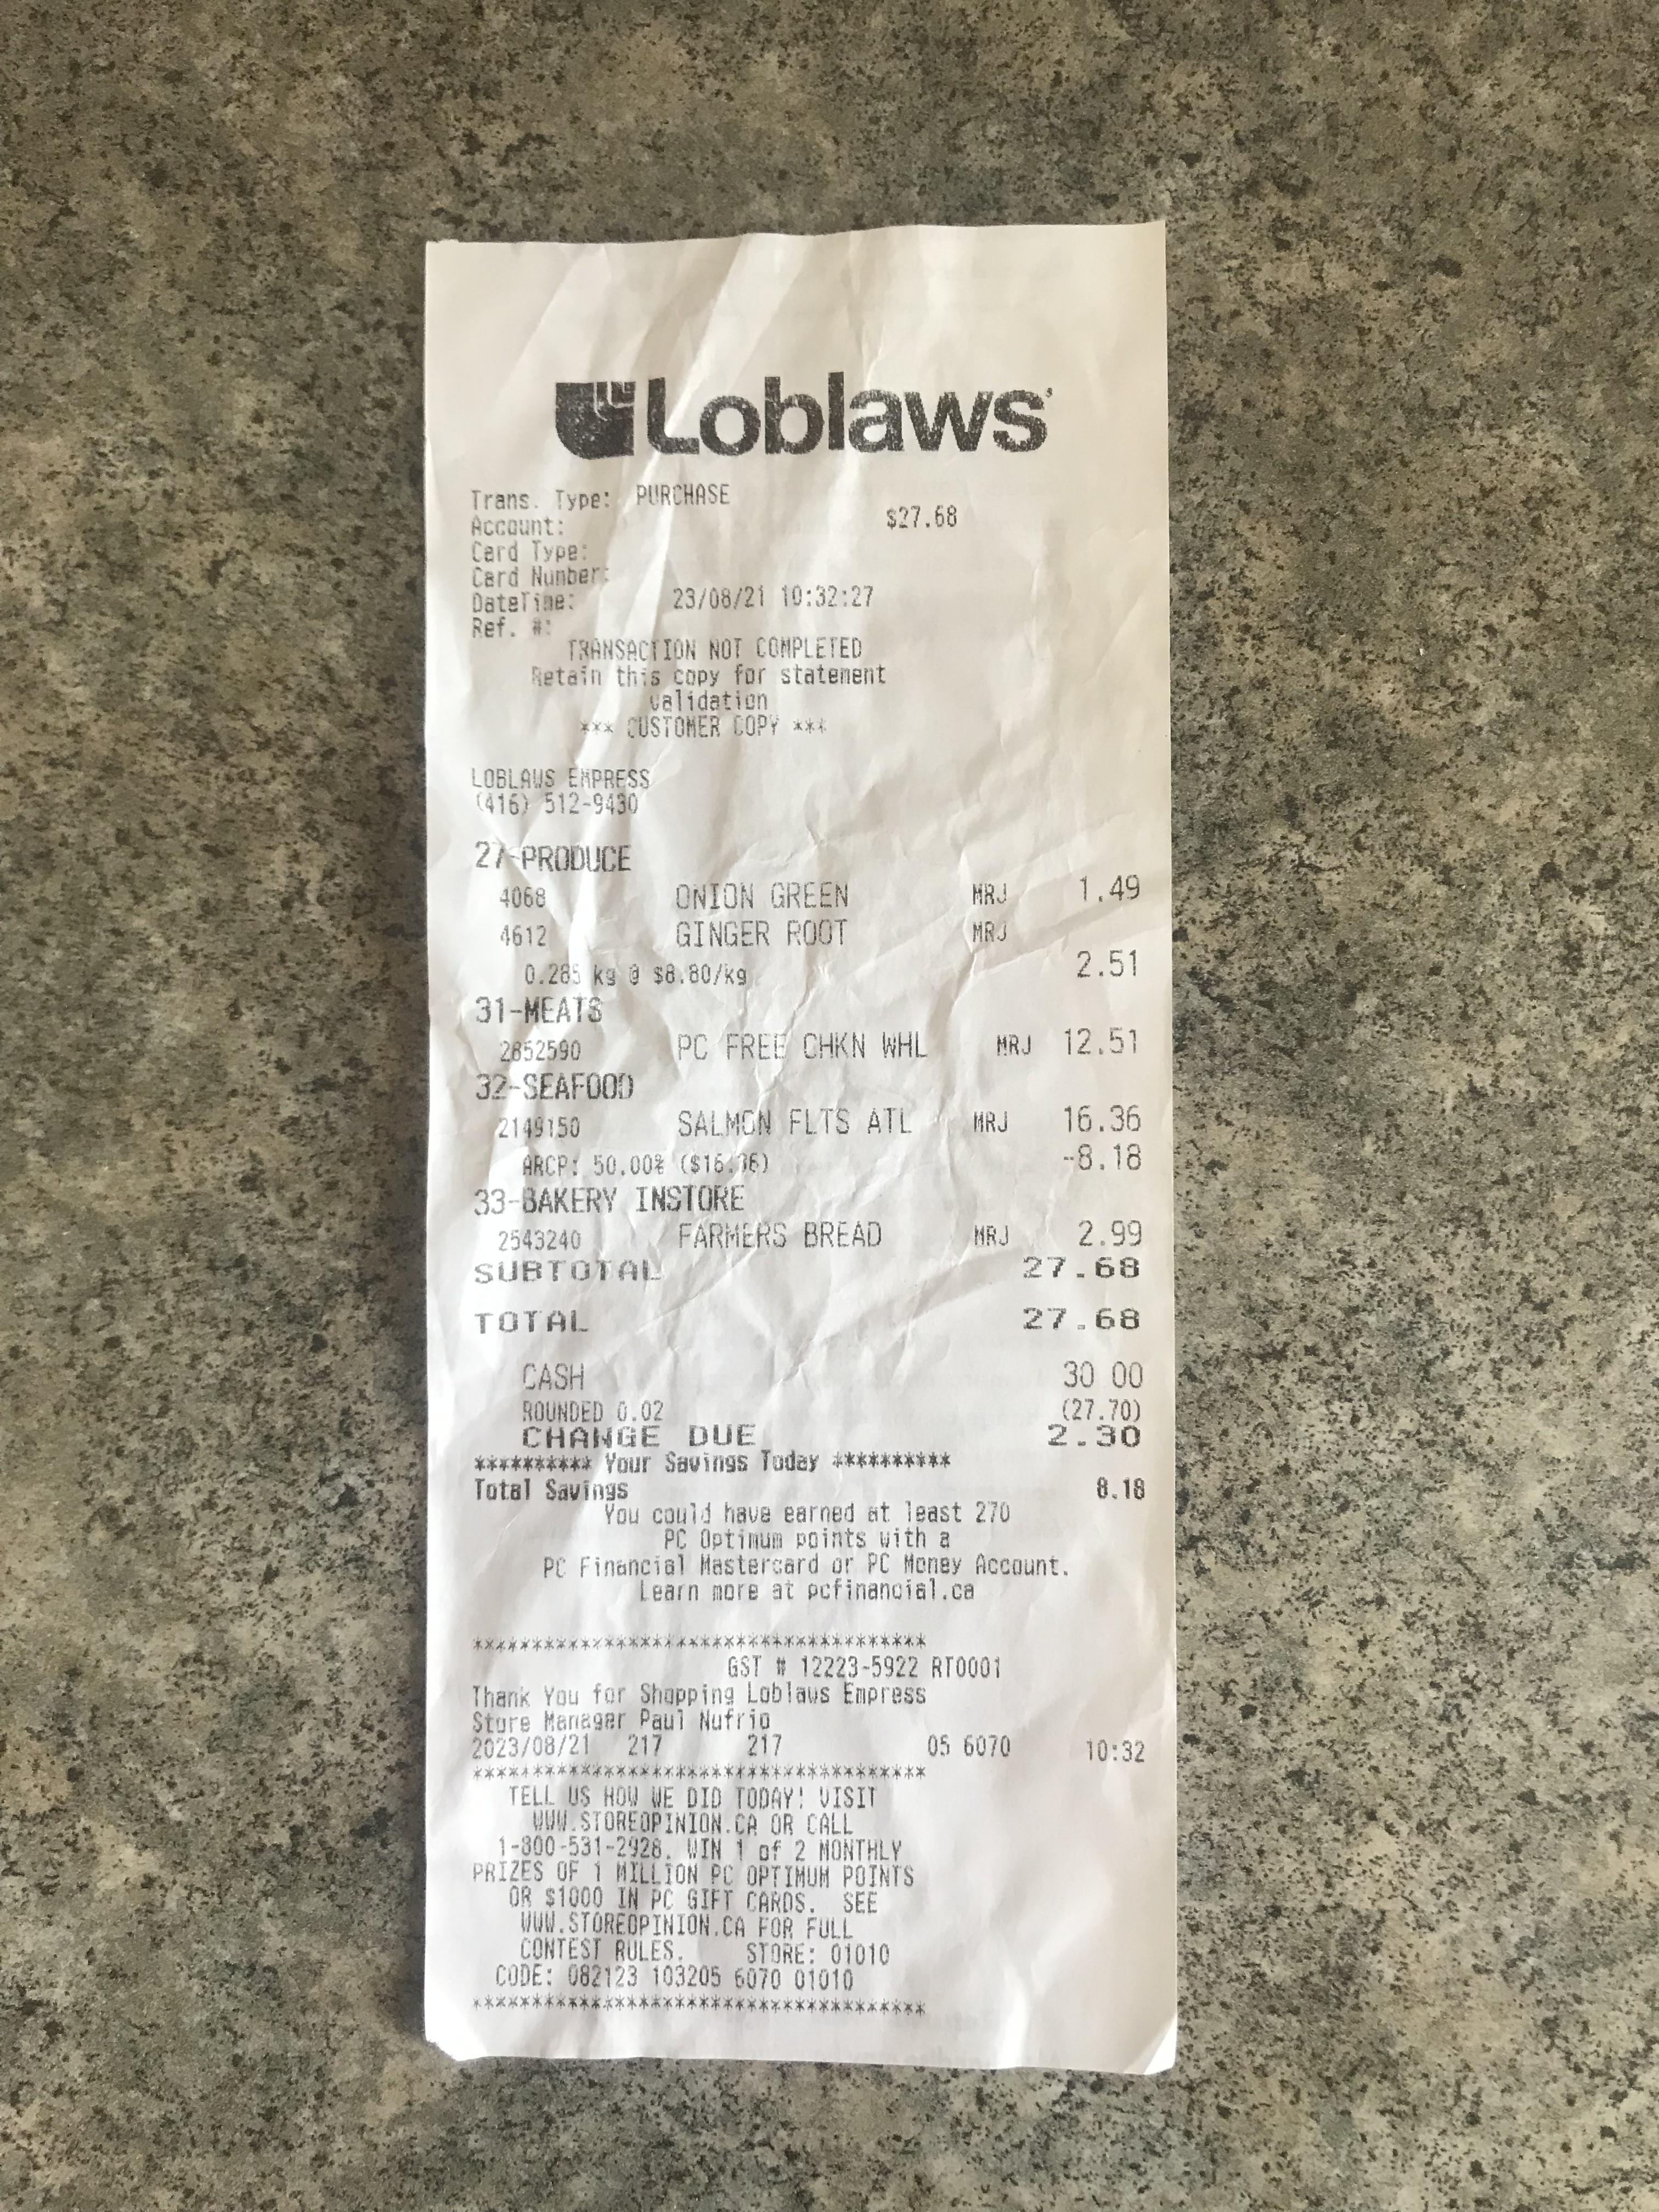 Loblaws
Trans. Type: PURCHASE
Account: $27.68
Card Type:
Card Number:
DateTime: 23/08/21 10:32:27
Ref. #:
TRANSACTION NOT COMPLETED
Retain this copy for statement
validation
*** CUSTOMER COPY ***
LOBLAWS EMPRESS
(416) 512-9430
27-PRODUCE
4068 ONION GREEN MRJ 1.49
4612 GINGER ROOT MRJ
0.285 kg @ $8.80/kg 2.51
31-MEATS
2852590 PC FREE CHKN WHL MRJ 12.51
32-SEAFOOD
2149150 SALMON FLTS ATL MRJ 16.36
ARCP: 50.00% ($16.36) -8.18
33-BAKERY INSTORE
2543240 FARMERS BREAD MRJ 2.99
SUBTOTAL 27.68
TOTAL 27.68
CASH 30 00
ROUNDED 0.02 (27.70)
CHANGE DUE 2.30
********** Your Savings Today **********
Total Savings 8.18
You could have earned at least 270
PC Optimum points with a
PC Financial Mastercard or PC Money Account.
Learn more at pcfinancial.ca
**************************************
GST # 12223-5922 RT0001
Thank You for Shopping Loblaws Empress
Store Manager Paul Nufrio
2023/08/21 217 217 05 6070 10:32
**************************************
TELL US HOW WE DID TODAY! VISIT
WWW.STOREOPINION.CA OR CALL
1-800-531-2928. WIN 1 of 2 MONTHLY
PRIZES OF 1 MILLION PC OPTIMUM POINTS
OR $1000 IN PC GIFT CARDS. SEE
WWW.STOREOPINION.CA FOR FULL
CONTEST RULES. STORE: 01010
CODE: 082123 103205 6070 01010
**************************************